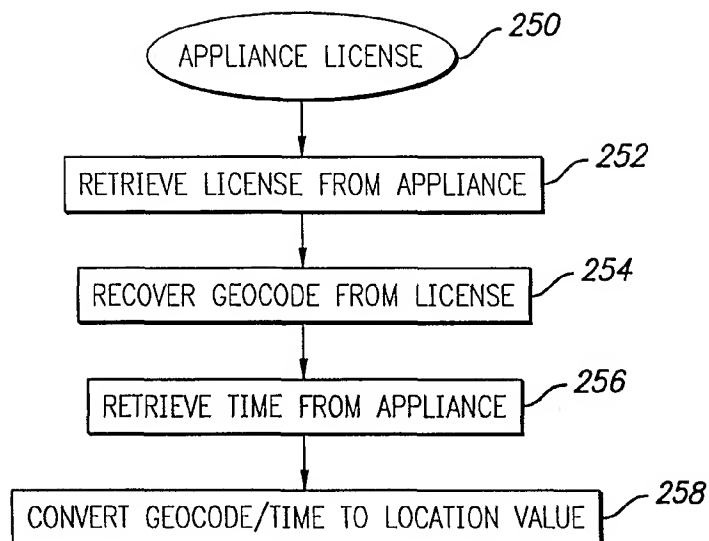 250
APPLIANCE LICENSE
252
RETRIEVE LICENSE FROM APPLIANCE
254
RECOVER GEOCODE FROM LICENSE
256
RETRIEVE TIME FROM APPLIANCE
258
CONVERT GEOCODE/TIME TO LOCATION VALUE